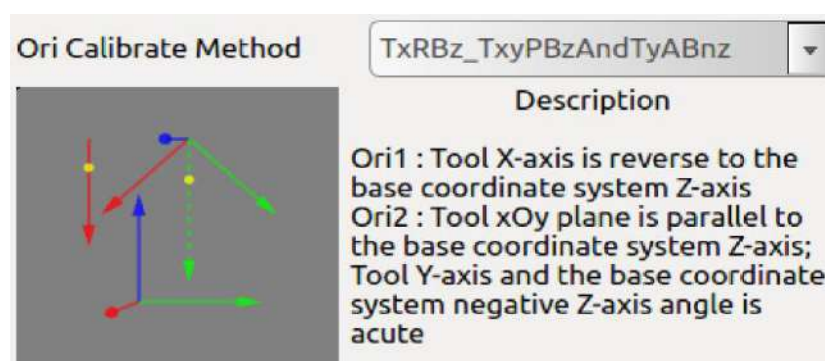 Ori Calibrate Method
TxRBz_TxyPBzAndTyABnz
Description
Ori1 : Tool X-axis is reverse to the
base coordinate system Z-axis
Ori2 : Tool xOy plane is parallel to
the base coordinate system Z-axis;
Tool Y-axis and the base coordinate
system negative Z-axis angle is
acute